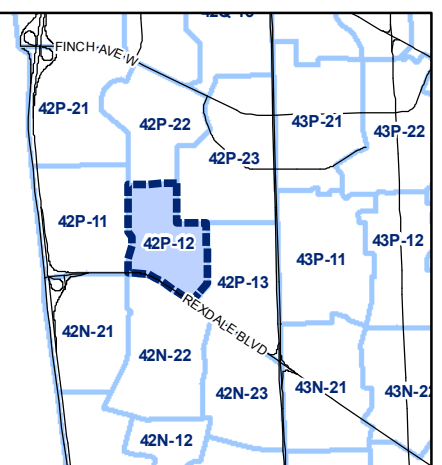 FINCH AVE W
42P-21
42P-22
43P-21
43P-22
42P-23
42P-11
42P-12
43P-12
43P-11
42P-13
REXDALE BLVD
42N-21
42N-22
42N-23
43N-21
42N-12